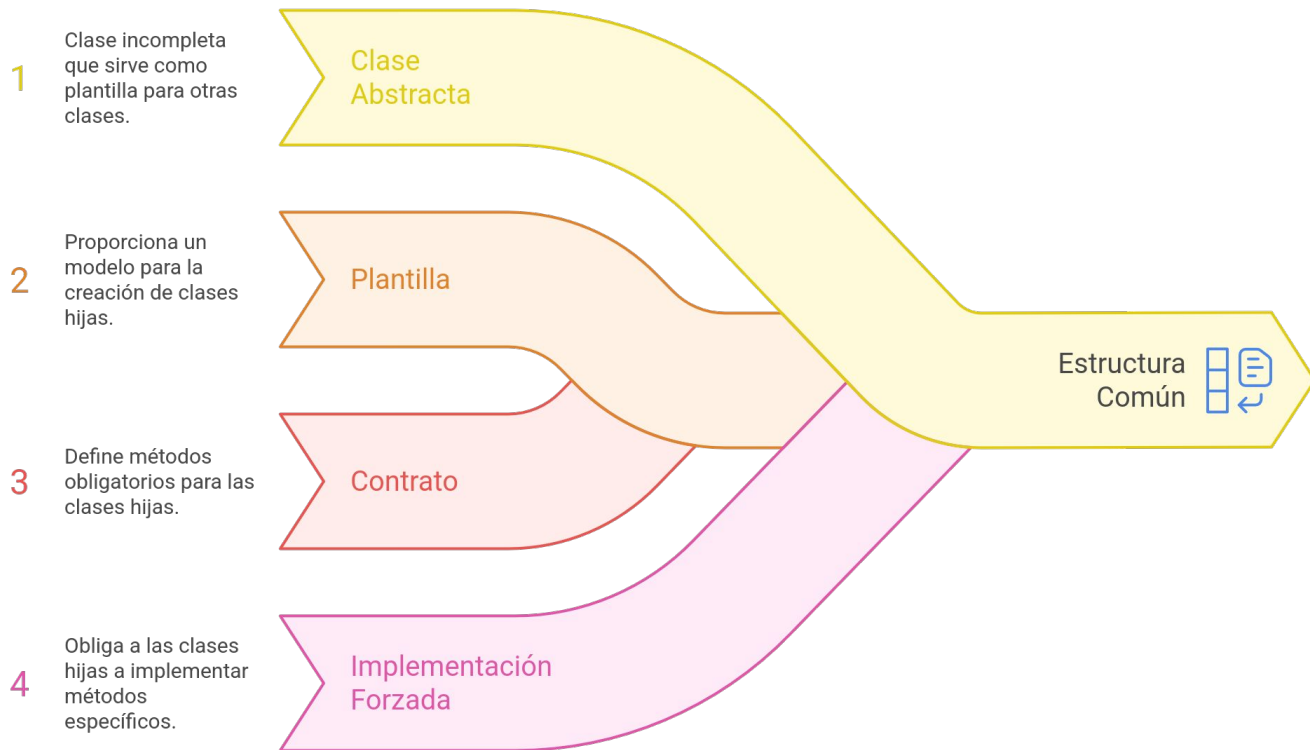 1
Clase incompleta
que sirve como
plantilla para otras
clases.
Clase
Abstracta
2
Proporciona un
modelo para la
creación de clases
hijas.
Plantilla
Estructura
Común
3
Define métodos
obligatorios para las
clases hijas.
Contrato
4
Obliga a las clases
hijas a implementar
métodos
específicos.
Implementación
Forzada